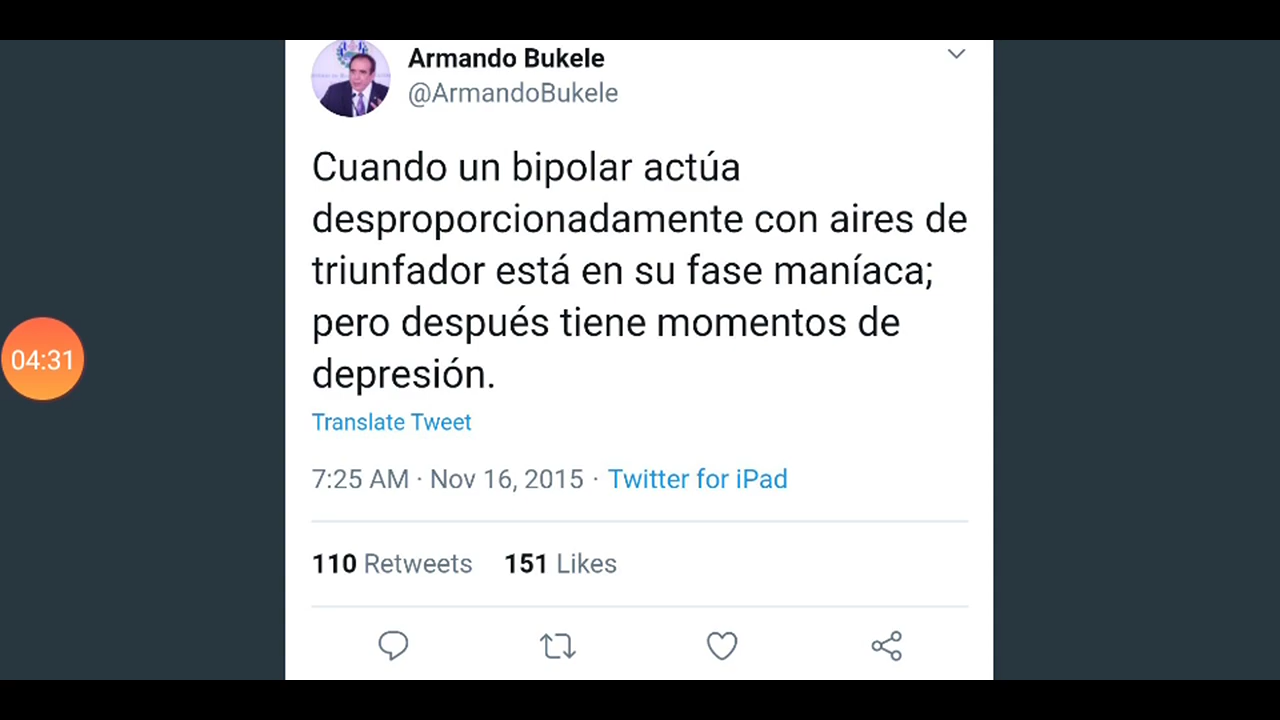 Armando Bukele
@ArmandoBukele
Cuando un bipolar actúa
desproporcionadamente con aires de
triunfador está en su fase maníaca;
pero después tiene momentos de
depresión.
Translate Tweet
7:25 AM · Nov 16, 2015 · Twitter for iPad
110 Retweets 151 Likes
04:31